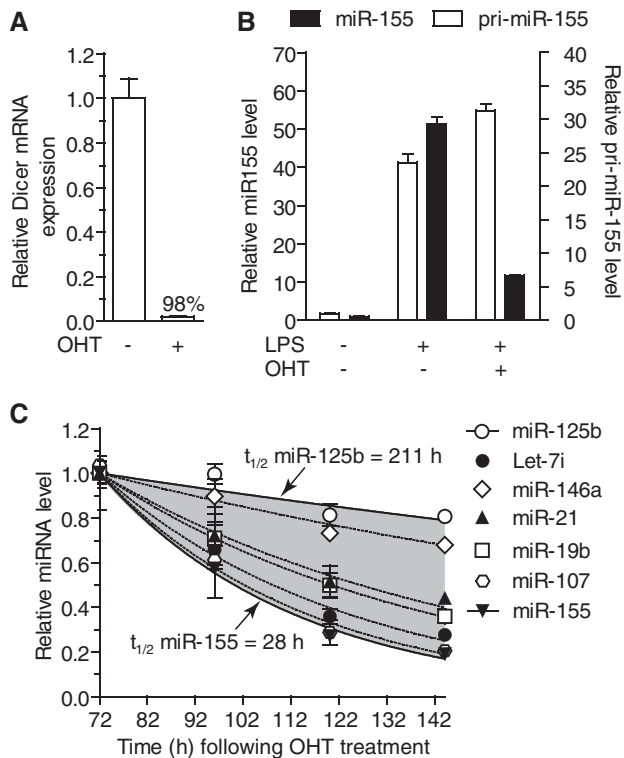 A
Relative Dicer mRNA
expression
1.2
1.0
0.8
0.6
0.4
0.2
0.0
98%
OHT - +
B
miR-155 pri-miR-155
Relative miR155 level
70
60
50
40
30
20
10
0
40
35
30
25
20
15
10
5
0
Relative pri-miR-155 level
LPS - + +
OHT - - +
C
Relative miRNA level
1.2
1.0
0.8
0.6
0.4
0.2
0.0
t1/2 miR-125b = 211 h
t1/2 miR-155 = 28 h
72 82 92 102 112 122 132 142
Time (h) following OHT treatment
miR-125b
Let-7i
miR-146a
miR-21
miR-19b
miR-107
miR-155